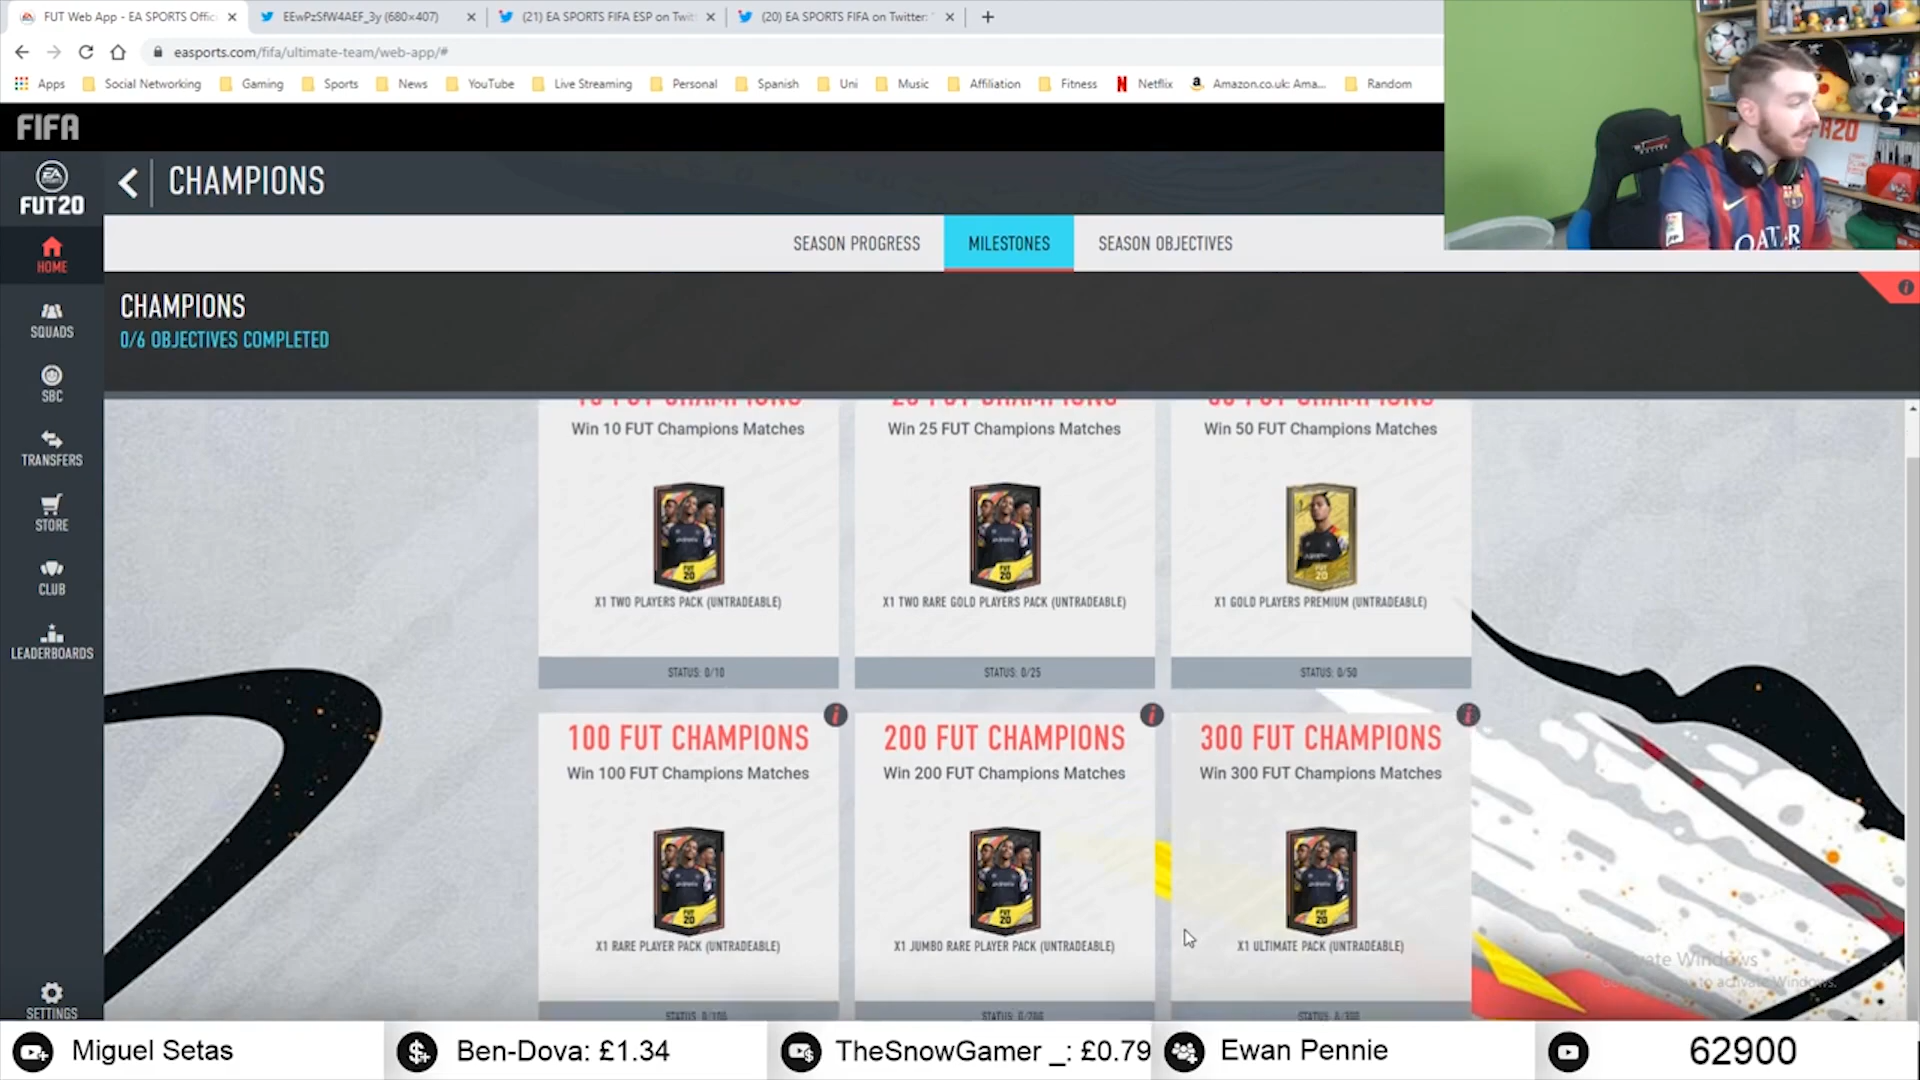 FUT Web App - EA SPORTS Offic
EEwPzSfW4AEF_3y (680×407)
(21) EA SPORTS FIFA ESP on Twit
(20) EA SPORTS FIFA on Twitter: "
easports.com/fifa/ultimate-team/web-app/#
Apps
Social Networking
Gaming
Sports
News
YouTube
Live Streaming
Personal
Spanish
Uni
Music
Affiliation
Fitness
Netflix
Amazon.co.uk: Ama...
Random
FIFA
EA
FUT20
CHAMPIONS
HOME
SQUADS
SBC
TRANSFERS
STORE
CLUB
LEADERBOARDS
SETTINGS
SEASON PROGRESS
MILESTONES
SEASON OBJECTIVES
CHAMPIONS
0/6 OBJECTIVES COMPLETED
Win 10 FUT Champions Matches
Win 25 FUT Champions Matches
Win 50 FUT Champions Matches
X1 TWO PLAYERS PACK (UNTRADEABLE)
X1 TWO RARE GOLD PLAYERS PACK (UNTRADEABLE)
X1 GOLD PLAYERS PREMIUM (UNTRADEABLE)
STATUS: 0/10
STATUS: 0/25
STATUS: 0/50
100 FUT CHAMPIONS
200 FUT CHAMPIONS
300 FUT CHAMPIONS
Win 100 FUT Champions Matches
Win 200 FUT Champions Matches
Win 300 FUT Champions Matches
X1 RARE PLAYER PACK (UNTRADEABLE)
X1 JUMBO RARE PLAYER PACK (UNTRADEABLE)
X1 ULTIMATE PACK (UNTRADEABLE)
Miguel Setas
Ben-Dova: £1.34
TheSnowGamer _: £0.79
Ewan Pennie
62900